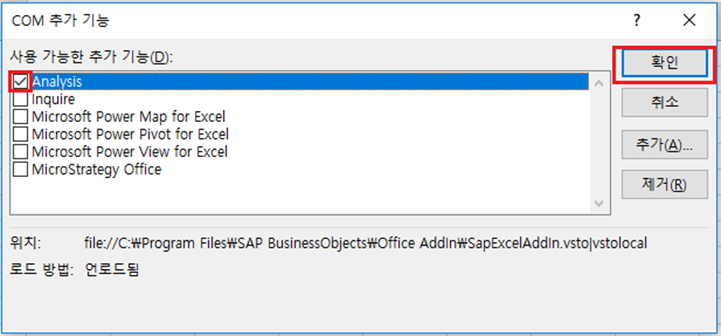 COM 추가 기능
? ×
사용 가능한 추가 기능(D):
Analysis
Inquire
Microsoft Power Map for Excel
Microsoft Power Pivot for Excel
Microsoft Power View for Excel
MicroStrategy Office
확인
취소
추가(A)...
제거(R)
위치: file://C:₩Program Files₩SAP BusinessObjects₩Office AddIn₩SapExcelAddIn.vsto|vstolocal
로드 방법: 언로드됨